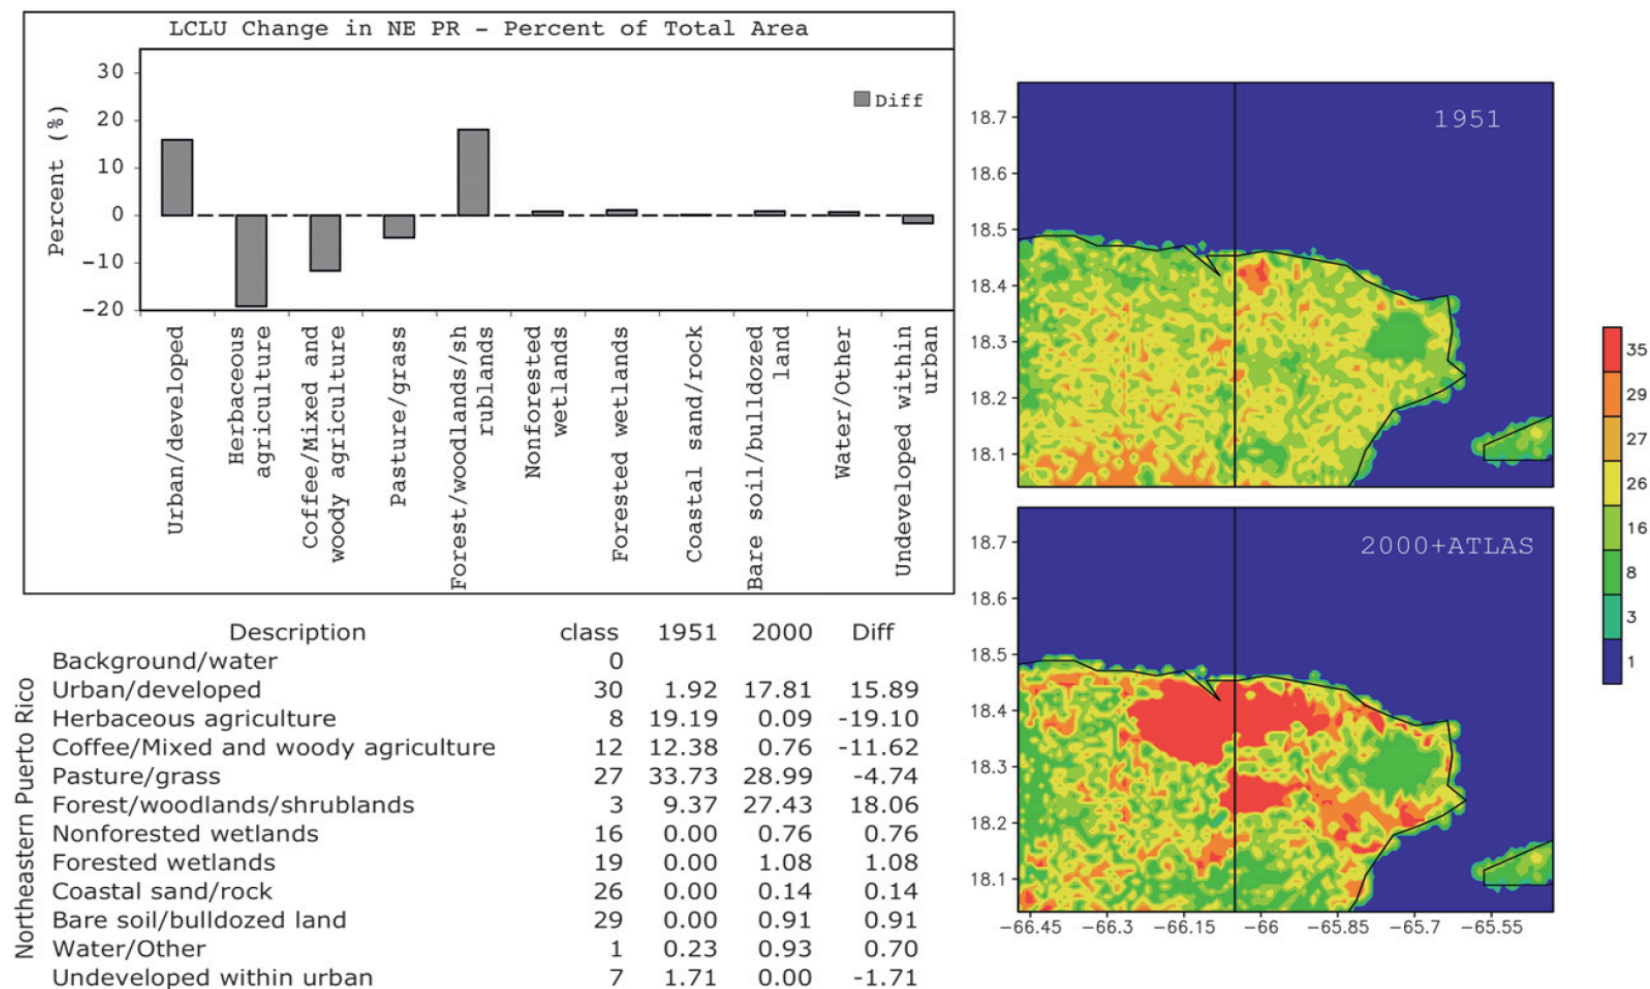 LCLU Change in NE PR - Percent of Total Area
30
20
10
0
-10
-20
Percent (%)
Diff
Urban/developed
Herbaceous
agriculture
Coffee/Mixed and
woody agriculture
Pasture/grass
Forest/woodlands/sh
rublands
Nonforested
wetlands
Forested wetlands
Coastal sand/rock
Bare soil/bulldozed
land
Water/Other
Undeveloped within
urban
Northeastern Puerto Rico
Description class 1951 2000 Diff
Background/water 0
Urban/developed 30 1.92 17.81 15.89
Herbaceous agriculture 8 19.19 0.09 -19.10
Coffee/Mixed and woody agriculture 12 12.38 0.76 -11.62
Pasture/grass 27 33.73 28.99 -4.74
Forest/woodlands/shrublands 3 9.37 27.43 18.06
Nonforested wetlands 16 0.00 0.76 0.76
Forested wetlands 19 0.00 1.08 1.08
Coastal sand/rock 26 0.00 0.14 0.14
Bare soil/bulldozed land 29 0.00 0.91 0.91
Water/Other 1 0.23 0.93 0.70
Undeveloped within urban 7 1.71 0.00 -1.71
1951
18.7
18.6
18.5
18.4
18.3
18.2
18.1
2000+ATLAS
18.7
18.6
18.5
18.4
18.3
18.2
18.1
-66.45 -66.3 -66.15 -66 -65.85 -65.7 -65.55
35
29
27
26
16
8
3
1